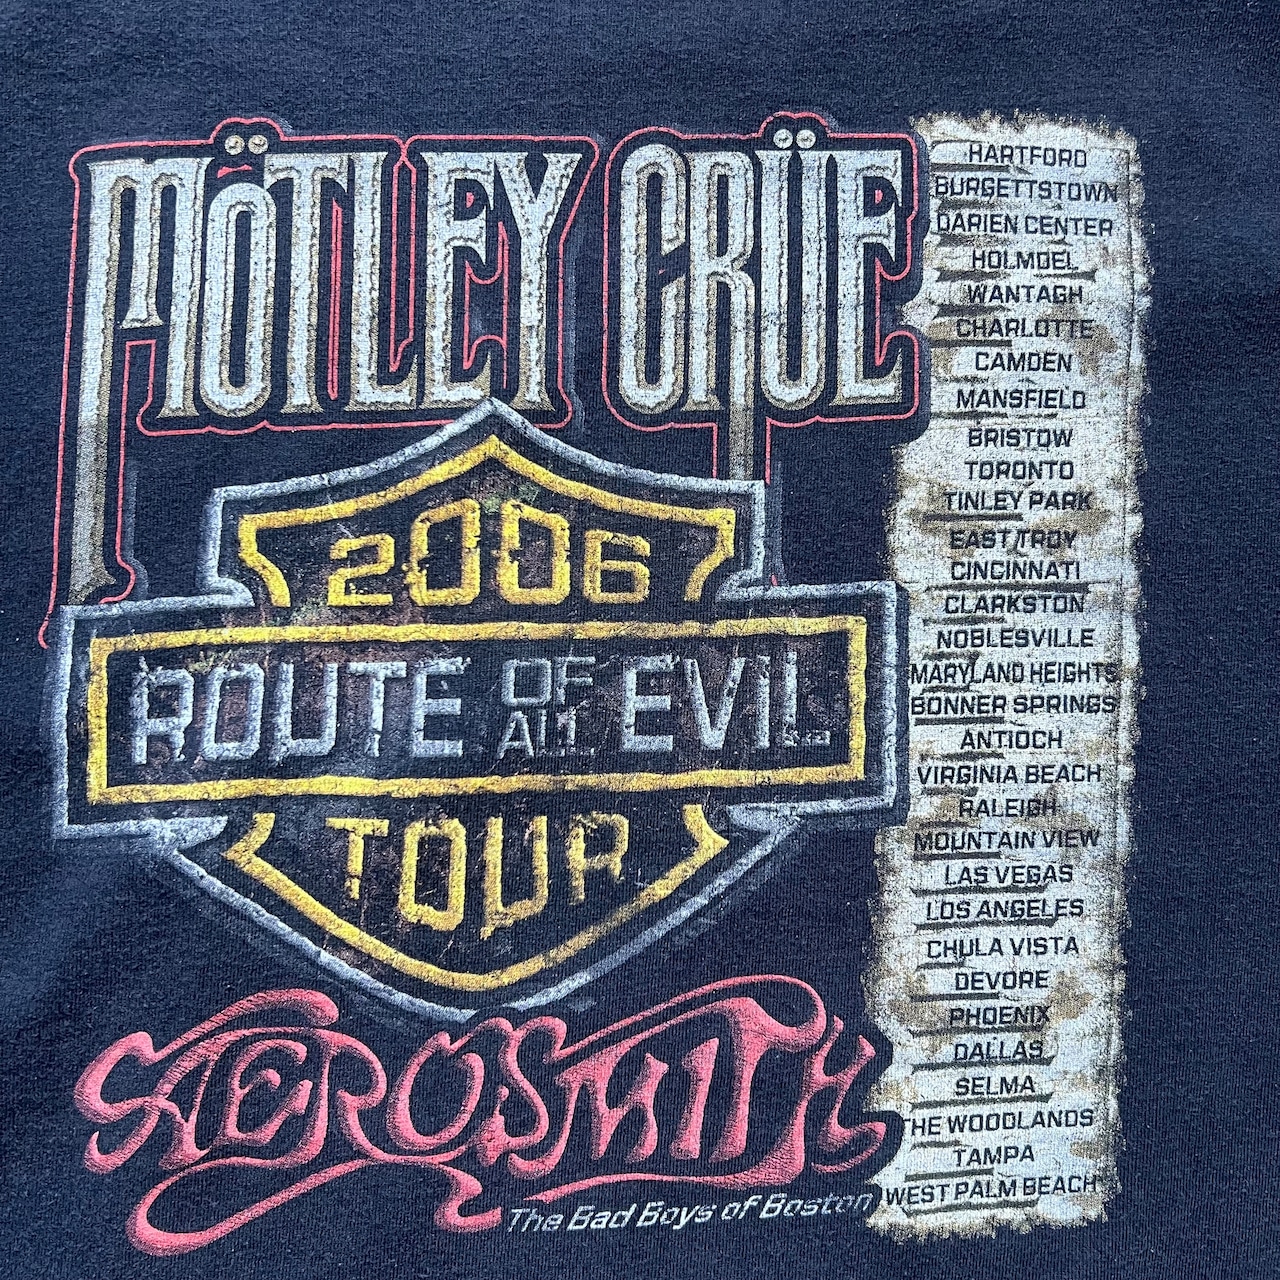 MÖTLEY CRÜE
2006
ROUTE OF ALL EVIL
TOUR
AEROSMITH
The Bad Boys of Boston
HARTFORD
BURGETTSTOWN
DARIEN CENTER
HOLMDEL
WANTAGH
CHARLOTTE
CAMDEN
MANSFIELD
BRISTOW
TORONTO
TINLEY PARK
EAST TROY
CINCINNATI
CLARKSTON
NOBLESVILLE
MARYLAND HEIGHTS
BONNER SPRINGS
ANTIOCH
VIRGINIA BEACH
RALEIGH
MOUNTAIN VIEW
LAS VEGAS
LOS ANGELES
CHULA VISTA
DEVORE
PHOENIX
DALLAS
SELMA
THE WOODLANDS
TAMPA
WEST PALM BEACH